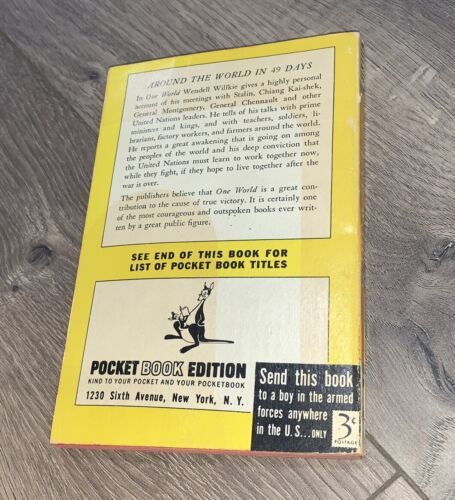 AROUND THE WORLD IN 49 DAYS
In One World Wendell Willkie gives a highly personal
account of his meetings with Stalin, Chiang Kai-shek,
General Montgomery, General Chennault and other
United Nations leaders. He tells of his talks with prime
ministers and kings, and with teachers, soldiers, li-
brarians, factory workers, and farmers around the world.
He reports a great awakening that is going on among
the peoples of the world and his deep conviction that
the United Nations must learn to work together now,
while they fight, if they hope to live together after the
war is over.
The publishers believe that One World is a great con-
tribution to the cause of true victory. It is certainly one
of the most courageous and outspoken books ever writ-
ten by a great public figure.
SEE END OF THIS BOOK FOR
LIST OF POCKET BOOK TITLES
POCKET BOOK EDITION
KIND TO YOUR POCKET AND YOUR POCKETBOOK
1230 Sixth Avenue, New York, N. Y.
Send this book
to a boy in the armed
forces anywhere
in the U.S...ONLY
3¢
POSTAGE